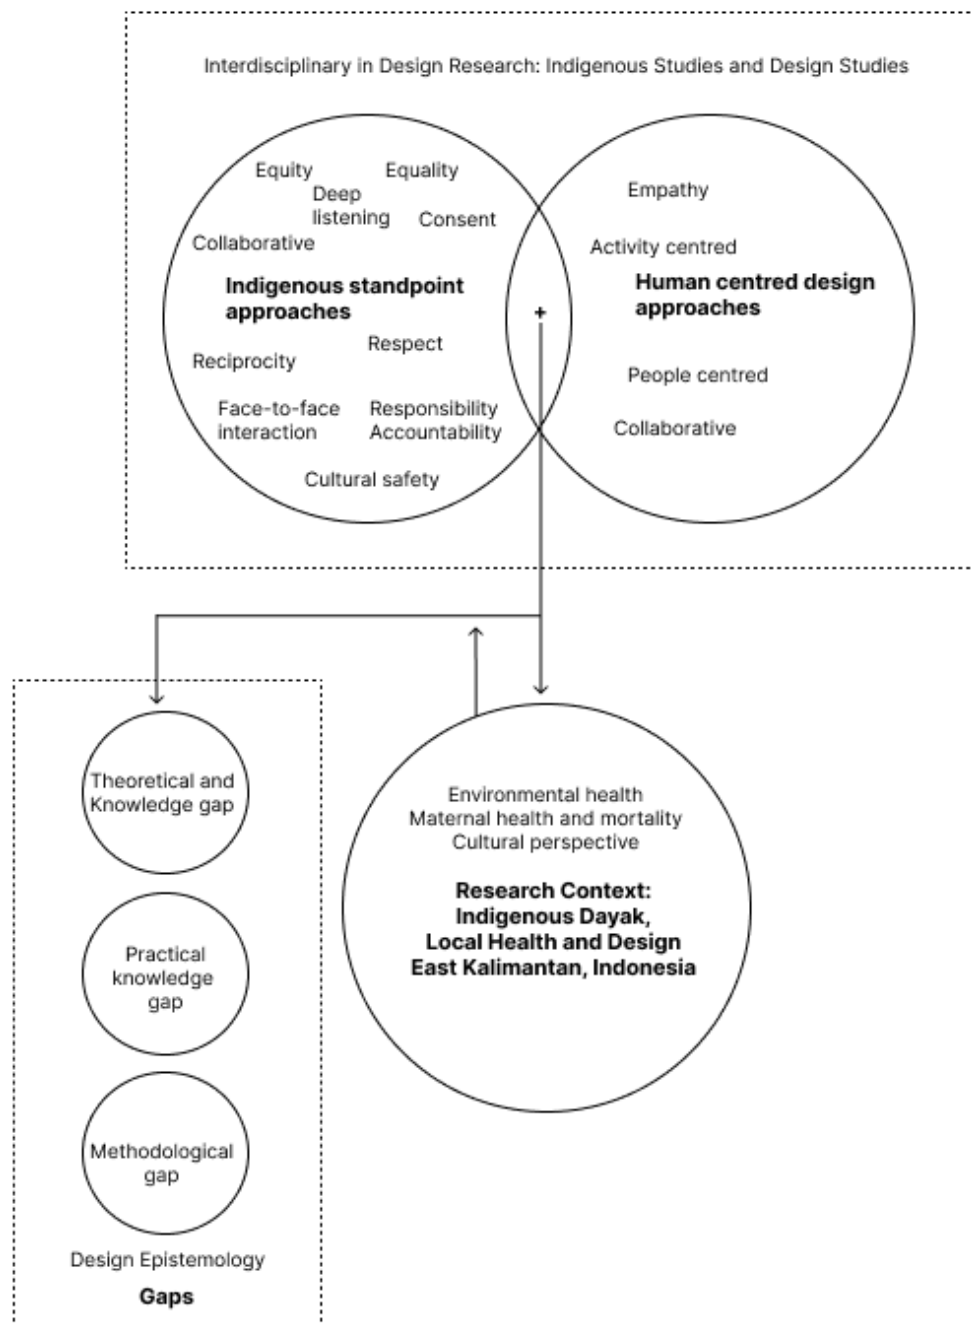 Interdisciplinary in Design Research: Indigenous Studies and Design Studies
Equity
Equality
Deep
listening
Consent
Collaborative
Indigenous standpoint
approaches
Respect
Reciprocity
Face-to-face
interaction
Responsibility
Accountability
Cultural safety
+
Empathy
Activity centred
Human centred design
approaches
People centred
Collaborative
Theoretical and
Knowledge gap
Practical
knowledge
gap
Methodological
gap
Design Epistemology
Gaps
Environmental health
Maternal health and mortality
Cultural perspective
Research Context:
Indigenous Dayak,
Local Health and Design
East Kalimantan, Indonesia